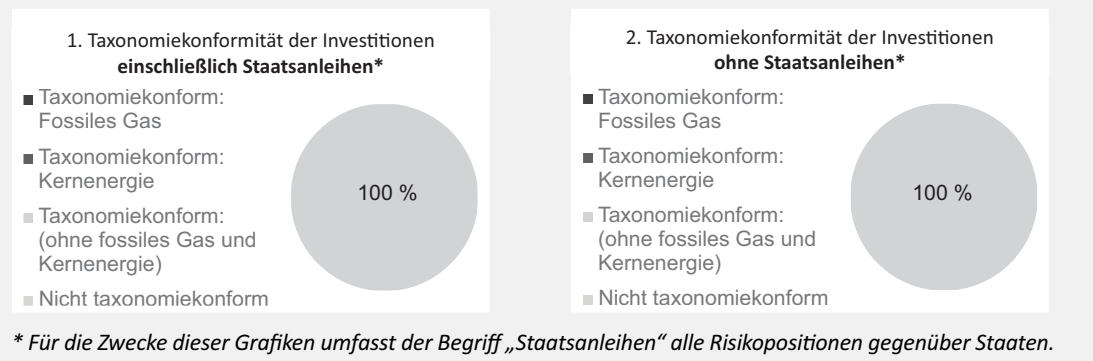 1. Taxonomiekonformität der Investitionen
einschließlich Staatsanleihen*
Taxonomiekonform:
Fossiles Gas
Taxonomiekonform:
Kernenergie
Taxonomiekonform:
(ohne fossiles Gas und
Kernenergie)
Nicht taxonomiekonform
100 %
2. Taxonomiekonformität der Investitionen
ohne Staatsanleihen*
Taxonomiekonform:
Fossiles Gas
Taxonomiekonform:
Kernenergie
Taxonomiekonform:
(ohne fossiles Gas und
Kernenergie)
Nicht taxonomiekonform
100 %
* Für die Zwecke dieser Grafiken umfasst der Begriff „Staatsanleihen“ alle Risikopositionen gegenüber Staaten.